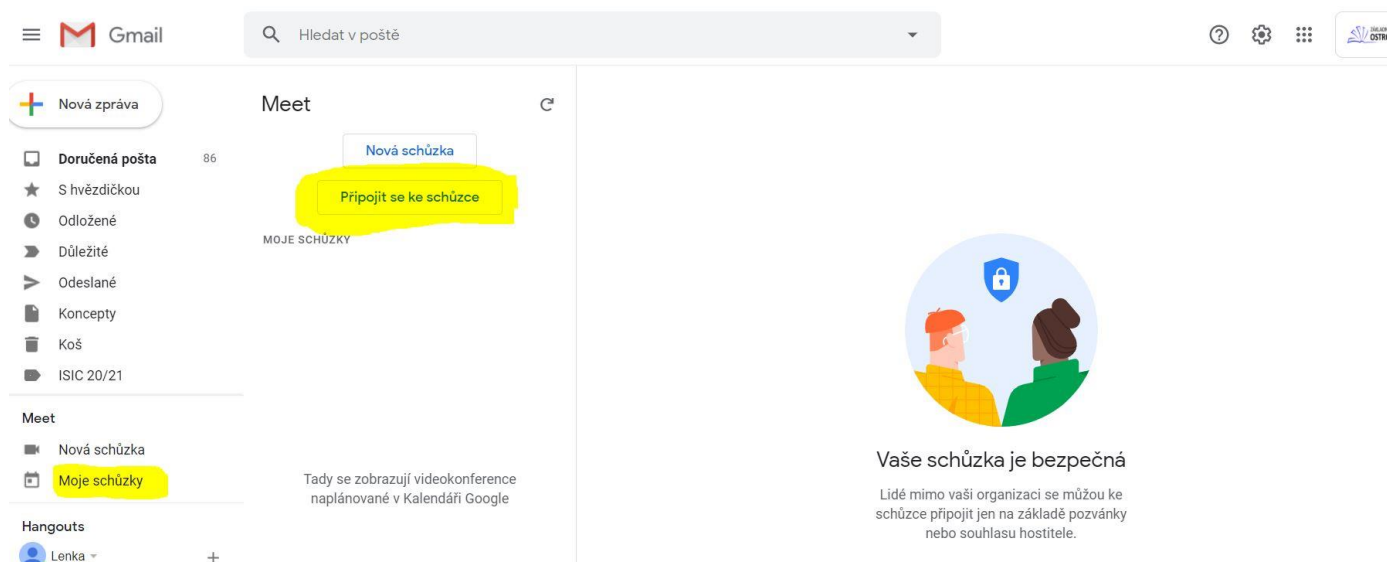 Gmail
Hledat v poště
Nová zpráva
Doručená pošta 86
S hvězdičkou
Odložené
Důležité
Odeslané
Koncepty
Koš
ISIC 20/21
Meet
Nová schůzka
Moje schůzky
Hangouts
Lenka
Meet
Nová schůzka
Připojit se ke schůzce
MOJE SCHŮZKY
Tady se zobrazují videokonference
naplánované v Kalendáři Google
Vaše schůzka je bezpečná
Lidé mimo vaši organizaci se můžou ke
schůzce připojit jen na základě pozvánky
nebo souhlasu hostitele.